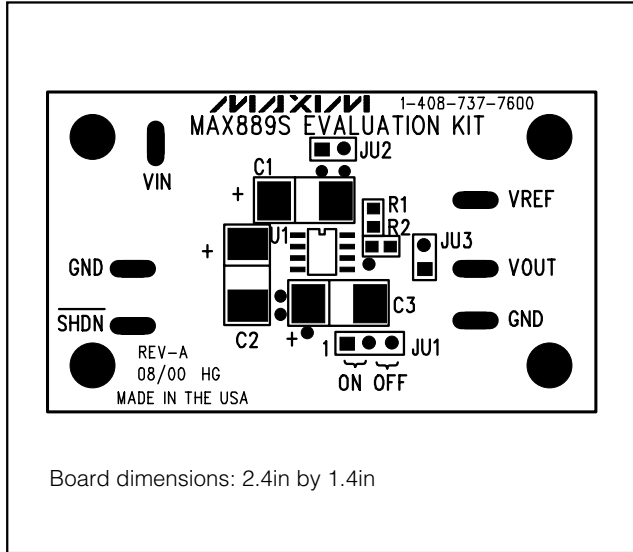 MAXIM 1-408-737-7600
MAX889S EVALUATION KIT
JU2
C1
VIN
+
R1
R2
VREF
U1
JU3
+
GND
VOUT
SHDN
C3
GND
C2
+
1
JU1
REV-A
ON OFF
08/00 HG
MADE IN THE USA
Board dimensions: 2.4in by 1.4in